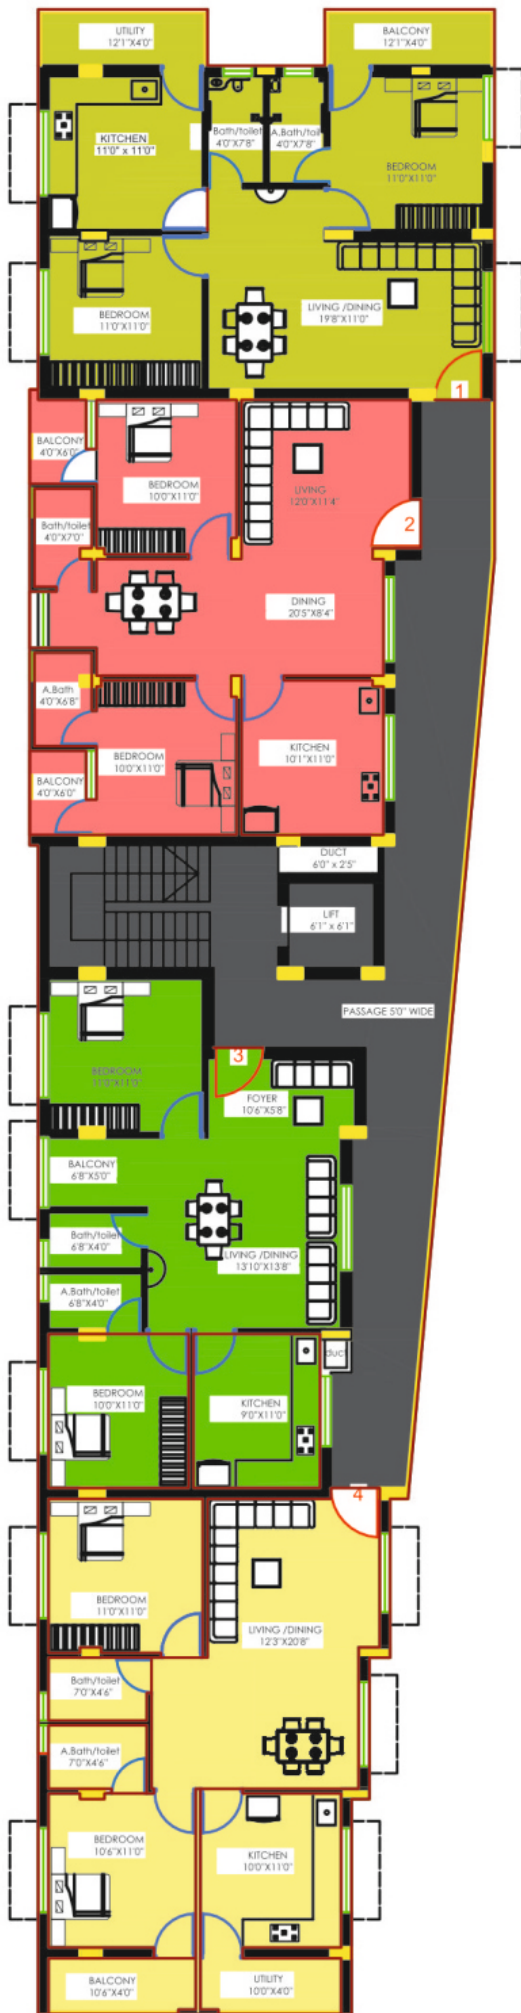 UTILITY
12'1"X4'0"
BALCONY
12'1"X4'0"
KITCHEN
11'0" x 11'0"
Bath/toilet
4'0"X7'8"
A.Bath/toil
4'0"X7'8"
BEDROOM
11'0"X11'0"
BEDROOM
11'0"X11'0"
LIVING /DINING
19'8"X11'0"
1
BALCONY
4'0"X6'0"
BEDROOM
10'0"X11'0"
LIVING
12'0"X11'4"
2
Bath/toilet
4'0"X7'0"
DINING
20'5"X8'4"
A.Bath
4'0"X6'8"
BEDROOM
10'0"X11'0"
KITCHEN
10'1"X11'0"
BALCONY
4'0"X6'0"
DUCT
6'0" x 2'5"
LIFT
6'1" x 6'1"
PASSAGE 5'0" WIDE
BEDROOM
11'0"X11'0"
3
FOYER
10'6"X5'8"
BALCONY
6'8"X5'0"
Bath/toilet
6'8"X4'0"
LIVING /DINING
13'10"X13'8"
A.Bath/toilet
6'8"X4'0"
duct
BEDROOM
10'0"X11'0"
KITCHEN
9'0"X11'0"
4
BEDROOM
11'0"X11'0"
LIVING /DINING
12'3"X20'8"
Bath/toilet
7'0"X4'6"
A.Bath/toilet
7'0"X4'6"
BEDROOM
10'6"X11'0"
KITCHEN
10'0"X11'0"
BALCONY
10'6"X4'0"
UTILITY
10'0"X4'0"